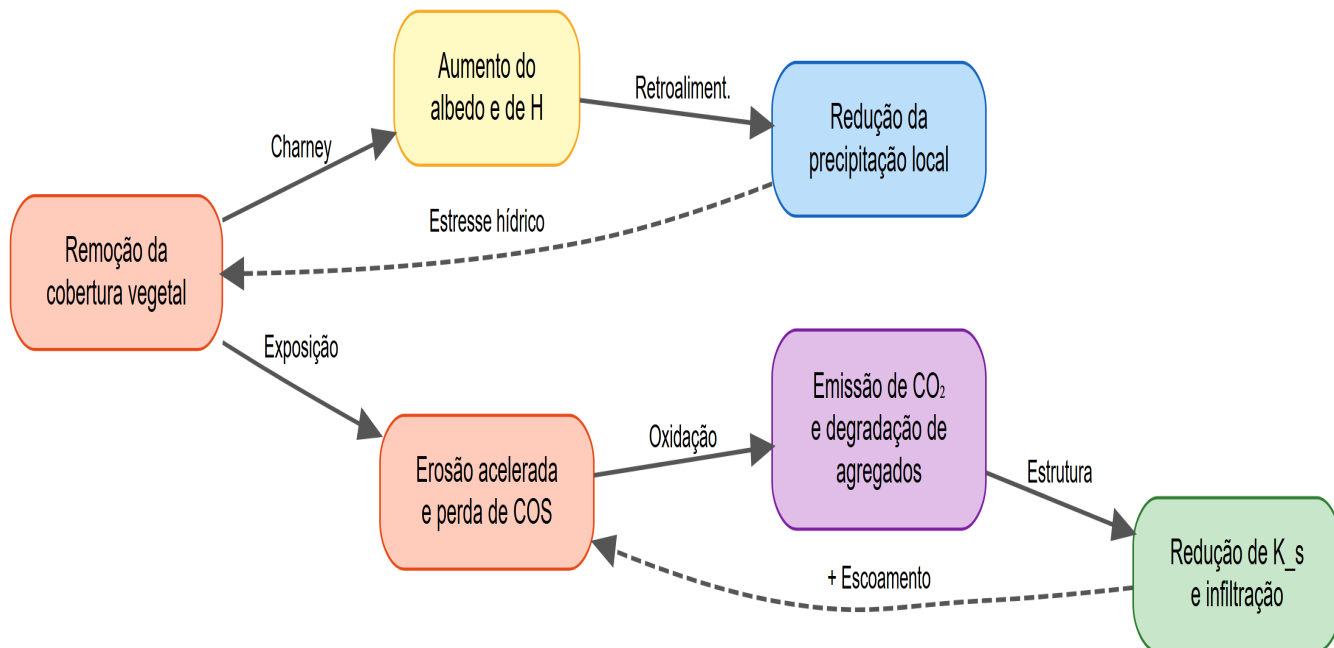 Aumento do
albedo e de H
Retroaliment.
Redução da
precipitação local
Charney
Estresse hídrico
Remoção da
cobertura vegetal
Exposição
Erosão acelerada
e perda de COS
Oxidação
Emissão de CO₂
e degradação de
agregados
Estrutura
+ Escoamento
Redução de K_s
e infiltração